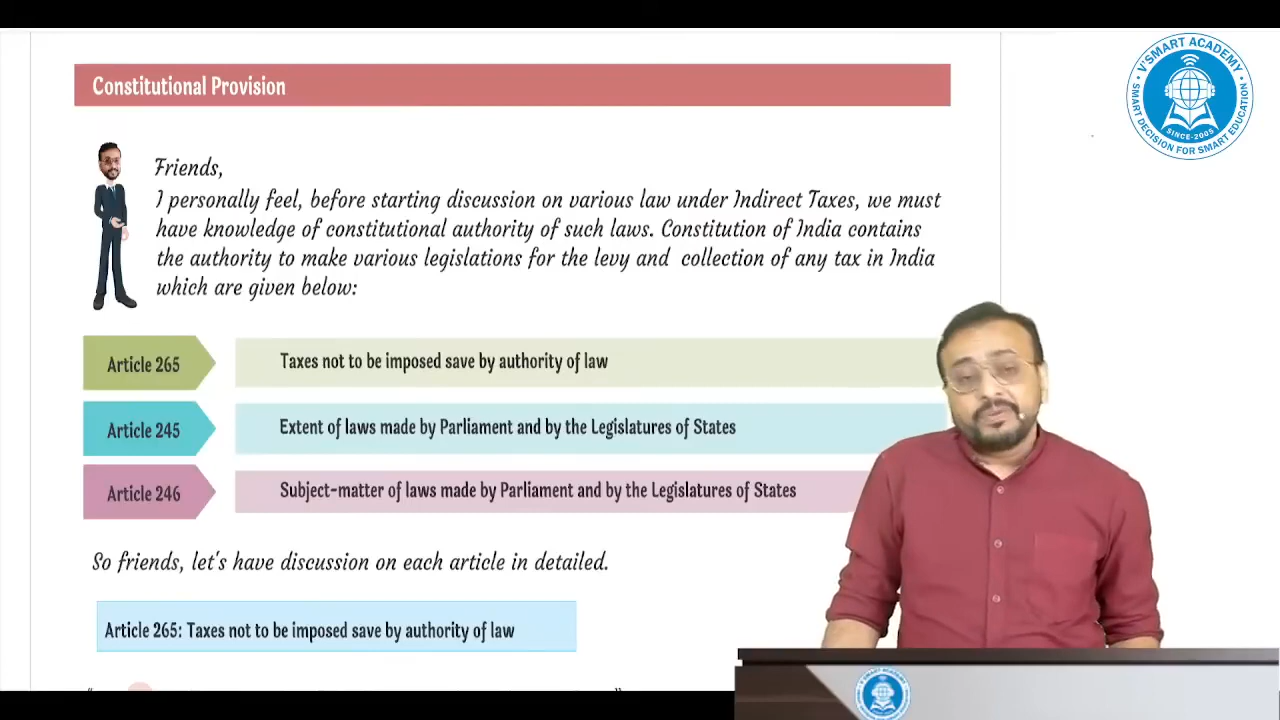 Constitutional Provision
V'SMART ACADEMY
SINCE-2005
SMART DECISION FOR SMART EDUCATION
Friends,
I personally feel, before starting discussion on various law under Indirect Taxes, we must
have knowledge of constitutional authority of such laws. Constitution of India contains
the authority to make various legislations for the levy and collection of any tax in India
which are given below:
Article 265
Taxes not to be imposed save by authority of law
Article 245
Extent of laws made by Parliament and by the Legislatures of States
Article 246
Subject-matter of laws made by Parliament and by the Legislatures of States
So friends, let's have discussion on each article in detailed.
Article 265: Taxes not to be imposed save by authority of law